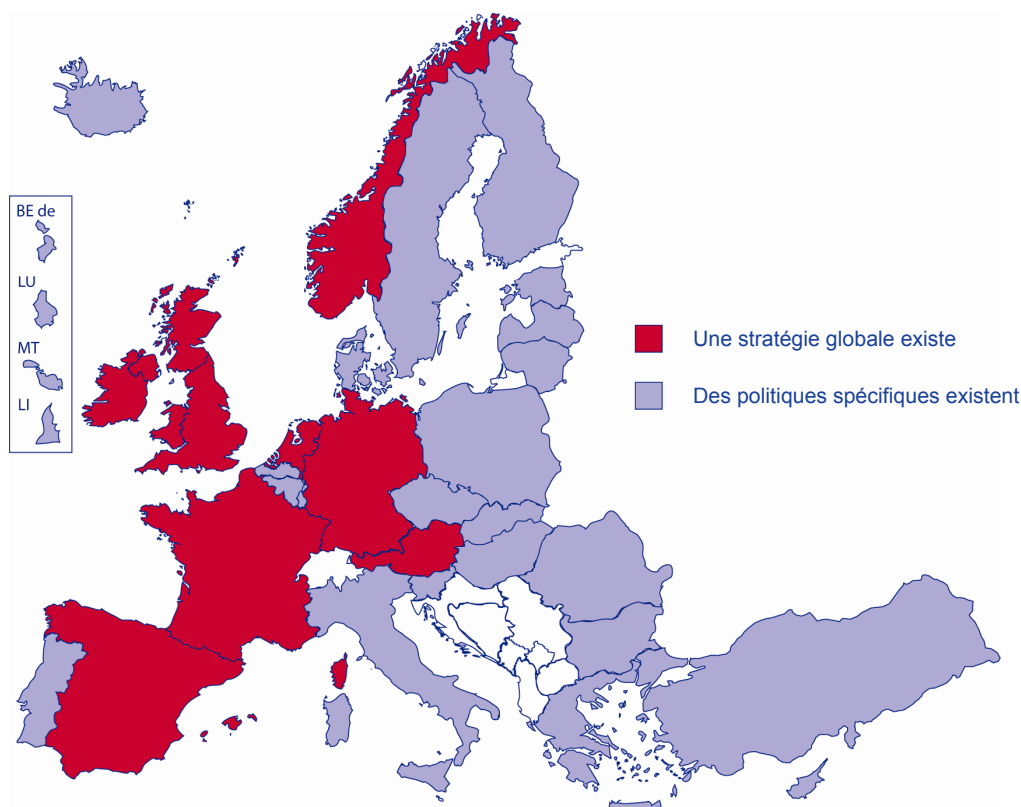 BE de
LU
MT
LI
Une stratégie globale existe
Des politiques spécifiques existent